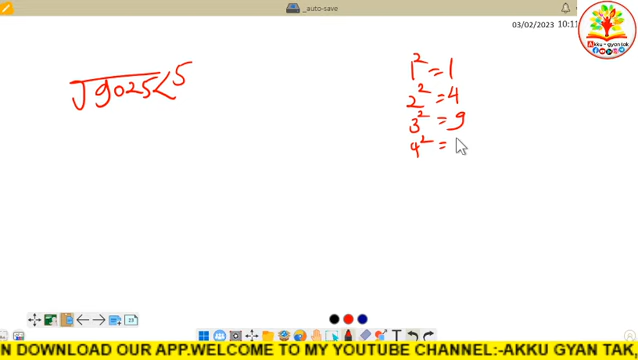 _auto-save
03/02/2023 10:11
Akku - gyan tak
√9025<5
1²=1
2²=4
3²=9
4²=
N DOWNLOAD OUR APP.WELCOME TO MY YOUTUBE CHANNEL:-AKKU GYAN TAK.